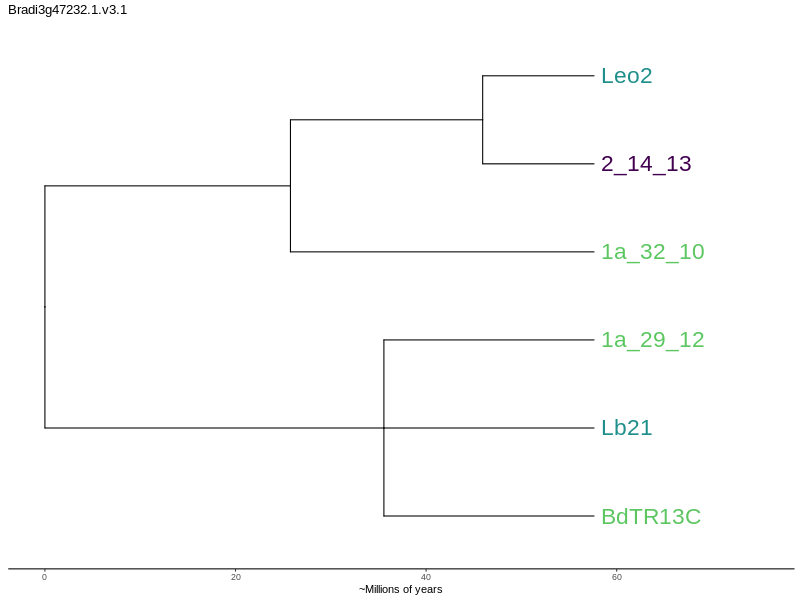 Bradi3g47232.1.v3.1
Leo2
2_14_13
1a_32_10
1a_29_12
Lb21
BdTR13C
0 20 40 60
~Millions of years